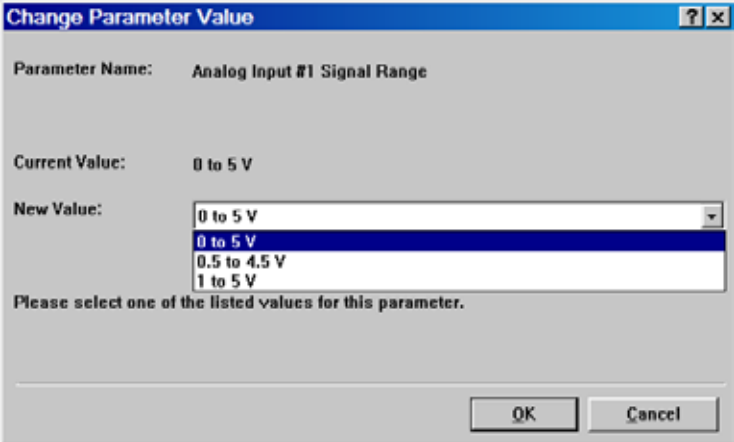 Change Parameter Value
Parameter Name: Analog Input #1 Signal Range
Current Value: 0 to 5 V
New Value: 0 to 5 V
0 to 5 V
0.5 to 4.5 V
1 to 5 V
Please select one of the listed values for this parameter.
OK Cancel